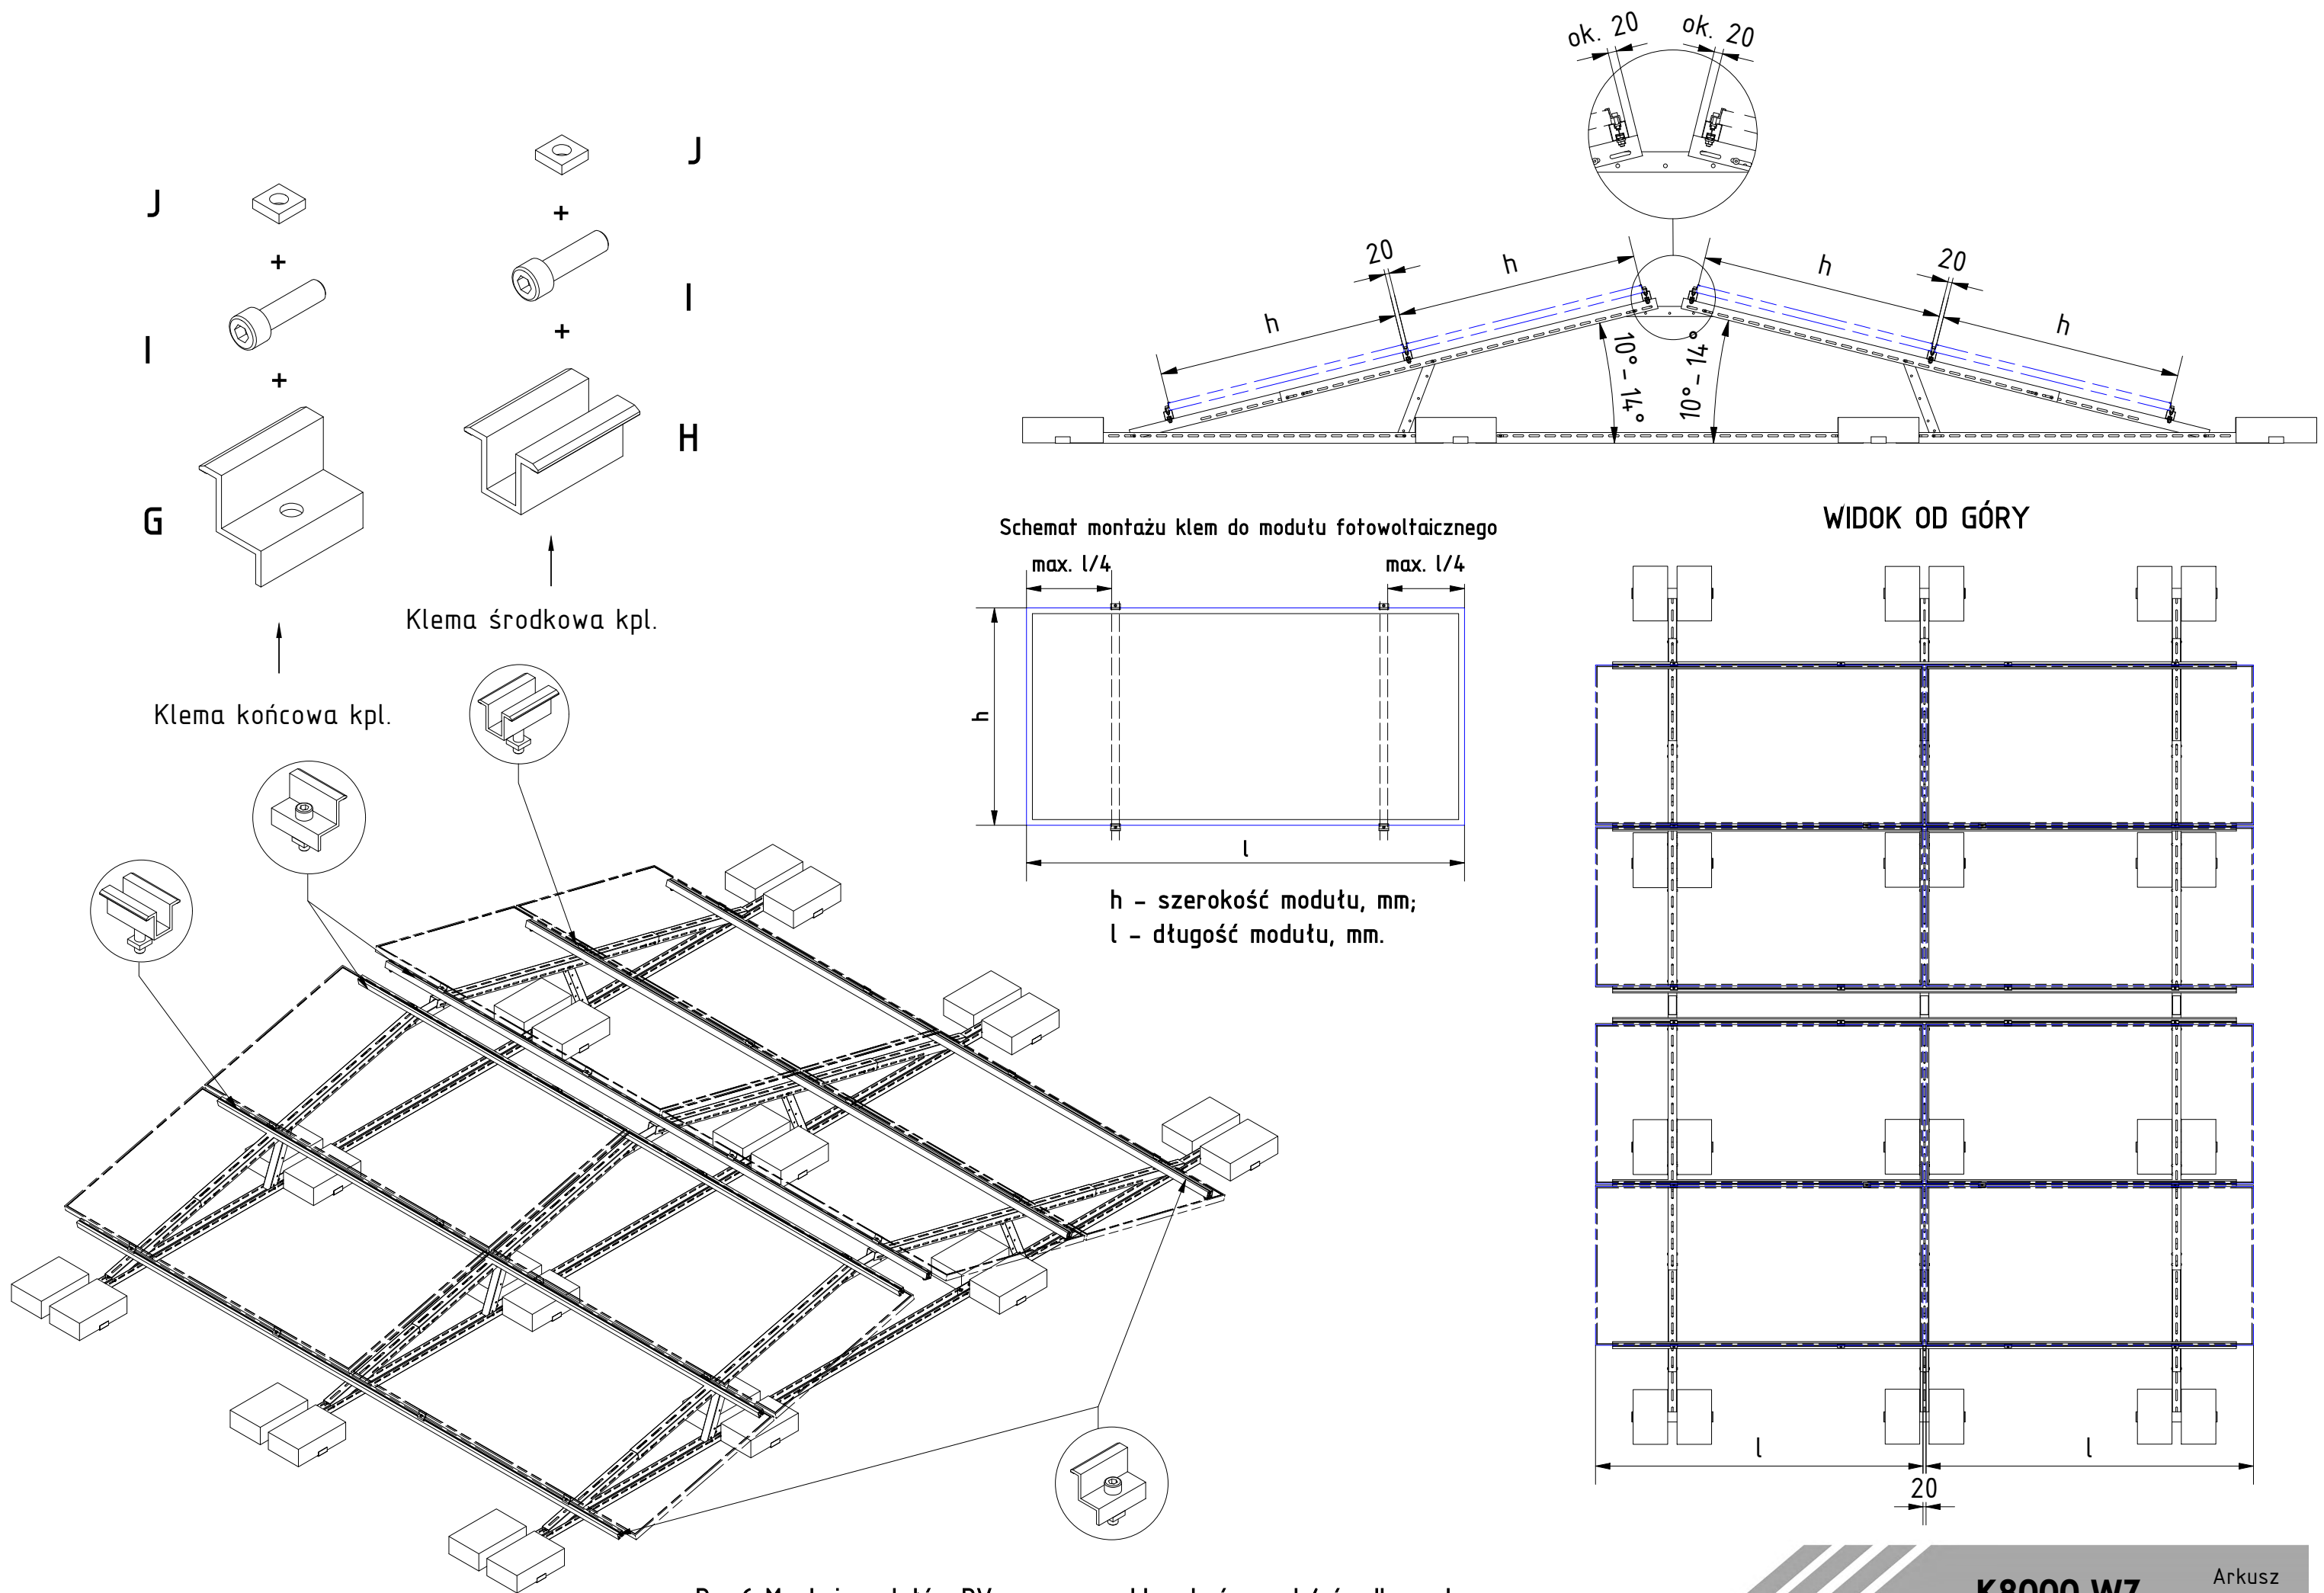 ok. 20
ok. 20
J
J
I
I
G
H
Klema środkowa kpl.
Klema końcowa kpl.
20
h
h
20
h
h
10° - 14°
10° - 14°
Schemat montażu klem do modułu fotowoltaicznego
max. l/4
max. l/4
h
l
h - szerokość modułu, mm;
l - długość modułu, mm.
WIDOK OD GÓRY
l
l
20
Arkusz